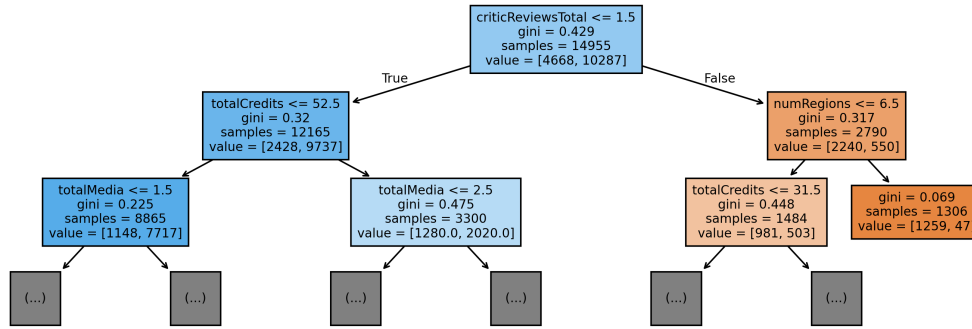 criticReviewsTotal <= 1.5
gini = 0.429
samples = 14955
value = [4668, 10287]
True
False
totalCredits <= 52.5
gini = 0.32
samples = 12165
value = [2428, 9737]
numRegions <= 6.5
gini = 0.317
samples = 2790
value = [2240, 550]
totalMedia <= 1.5
gini = 0.225
samples = 8865
value = [1148, 7717]
totalMedia <= 2.5
gini = 0.475
samples = 3300
value = [1280.0, 2020.0]
totalCredits <= 31.5
gini = 0.448
samples = 1484
value = [981, 503]
gini = 0.069
samples = 1306
value = [1259, 47
(...)
(...)
(...)
(...)
(...)
(...)